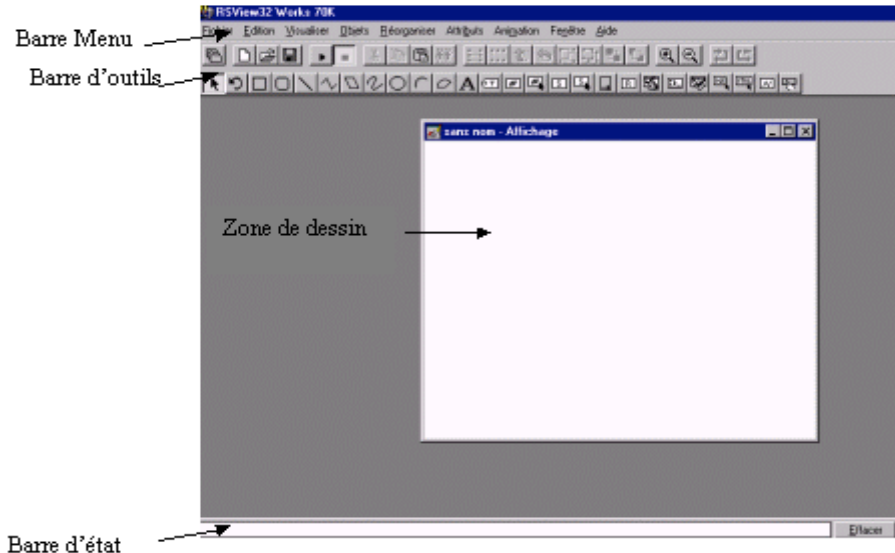 RSView32 Works 70K
Fichier Edition Visualiser Objets Réorganiser Attributs Animation Fenêtre Aide
Barre Menu
Barre d'outils
A
sans nom - Affichage
Zone de dessin
Effacer
Barre d'état